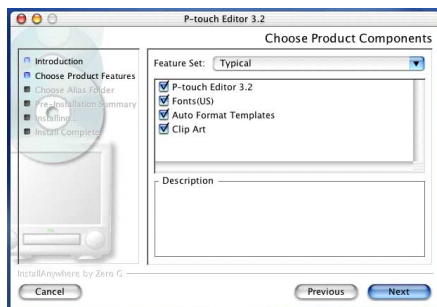 P-touch Editor 3.2
Choose Product Components
Introduction
Choose Product Features
Choose Alias Folder
Pre-Installation Summary
Installing...
Install Complete
Feature Set: Typical
P-touch Editor 3.2
Fonts(US)
Auto Format Templates
Clip Art
Description
InstallAnywhere by Zero G
Cancel
Previous
Next